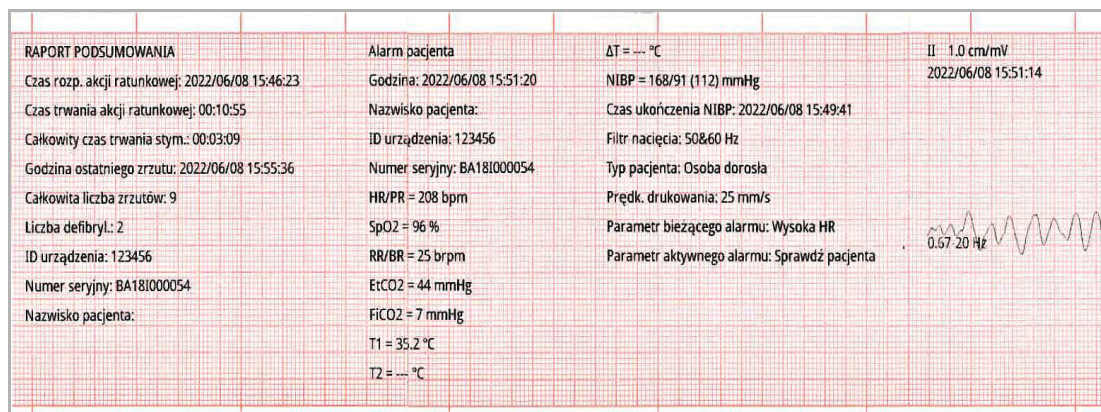 RAPORT PODSUMOWANIA
Czas rozp. akcji ratunkowej: 2022/06/08 15:46:23
Czas trwania akcji ratunkowej: 00:10:55
Całkowity czas trwania stym.: 00:03:09
Godzina ostatniego zrzutu: 2022/06/08 15:55:36
Całkowita liczba zrzutów: 9
Liczba defibryl.: 2
ID urządzenia: 123456
Numer seryjny: BA18I000054
Nazwisko pacjenta:
Alarm pacjenta
Godzina: 2022/06/08 15:51:20
Nazwisko pacjenta:
ID urządzenia: 123456
Numer seryjny: BA18I000054
HR/PR = 208 bpm
SpO2 = 96 %
RR/BR = 25 brpm
EtCO2 = 44 mmHg
FiCO2 = 7 mmHg
T1 = 35.2 °C
T2 = --- °C
ΔT = --- °C
NIBP = 168/91 (112) mmHg
Czas ukończenia NIBP: 2022/06/08 15:49:41
Filtr nacięcia: 50&60 Hz
Typ pacjenta: Osoba dorosła
Prędk. drukowania: 25 mm/s
Parametr bieżącego alarmu: Wysoka HR
Parametr aktywnego alarmu: Sprawdź pacjenta
II 1.0 cm/mV
2022/06/08 15:51:14
0.67-20 Hz